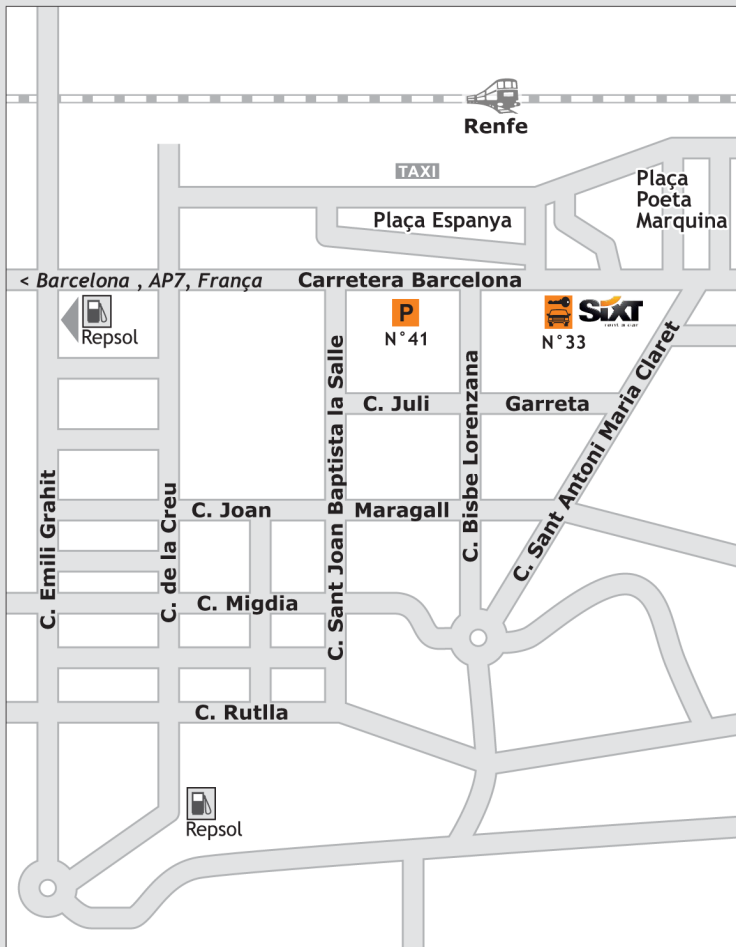 Renfe
TAXI
Plaça
Poeta
Marquina
Plaça Espanya
< Barcelona , AP7, França
Carretera Barcelona
Repsol
P
N°41
SiXT
rent a car
N°33
C. Juli
Garreta
C. Sant Antoni Maria Claret
C. Sant Joan Baptista la Salle
C. Bisbe Lorenzana
C. Emili Grahit
C. de la Creu
C. Joan
Maragall
C. Migdia
C. Rutlla
Repsol